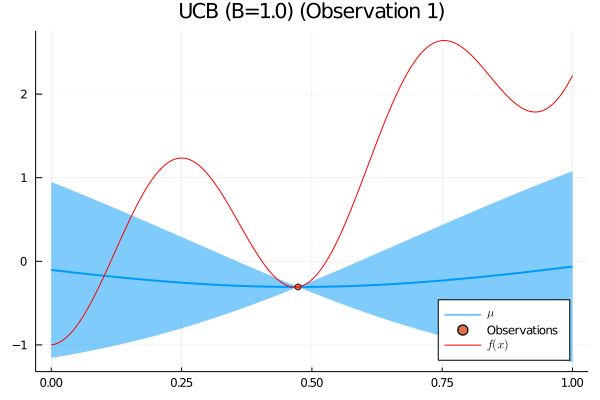 UCB (B=1.0) (Observation 1)
2
1
0
−1
μ
Observations
f(x)
0.00 0.25 0.50 0.75 1.00